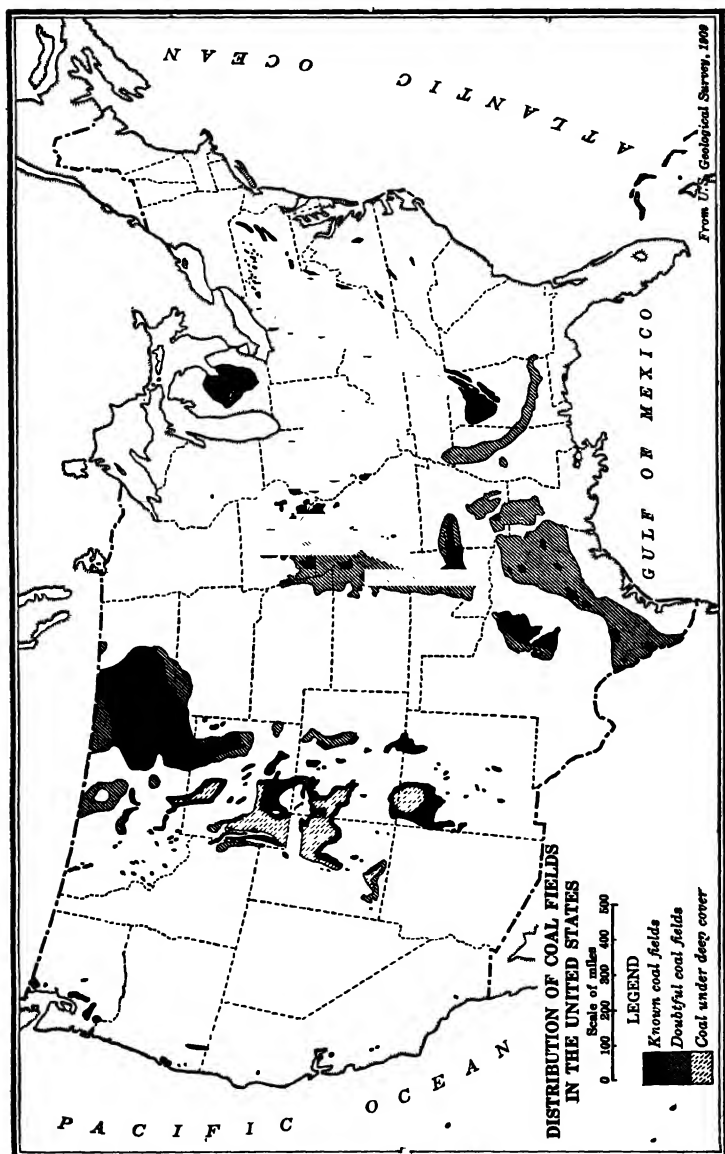 PACIFIC OCEAN
ATLANTIC OCEAN
GULF OF MEXICO
DISTRIBUTION OF COAL FIELDS
IN THE UNITED STATES
Scale of miles
0 100 200 300 400 500
LEGEND
Known coal fields
Doubtful coal fields
Coal under deep cover
From U.S. Geological Survey, 1909